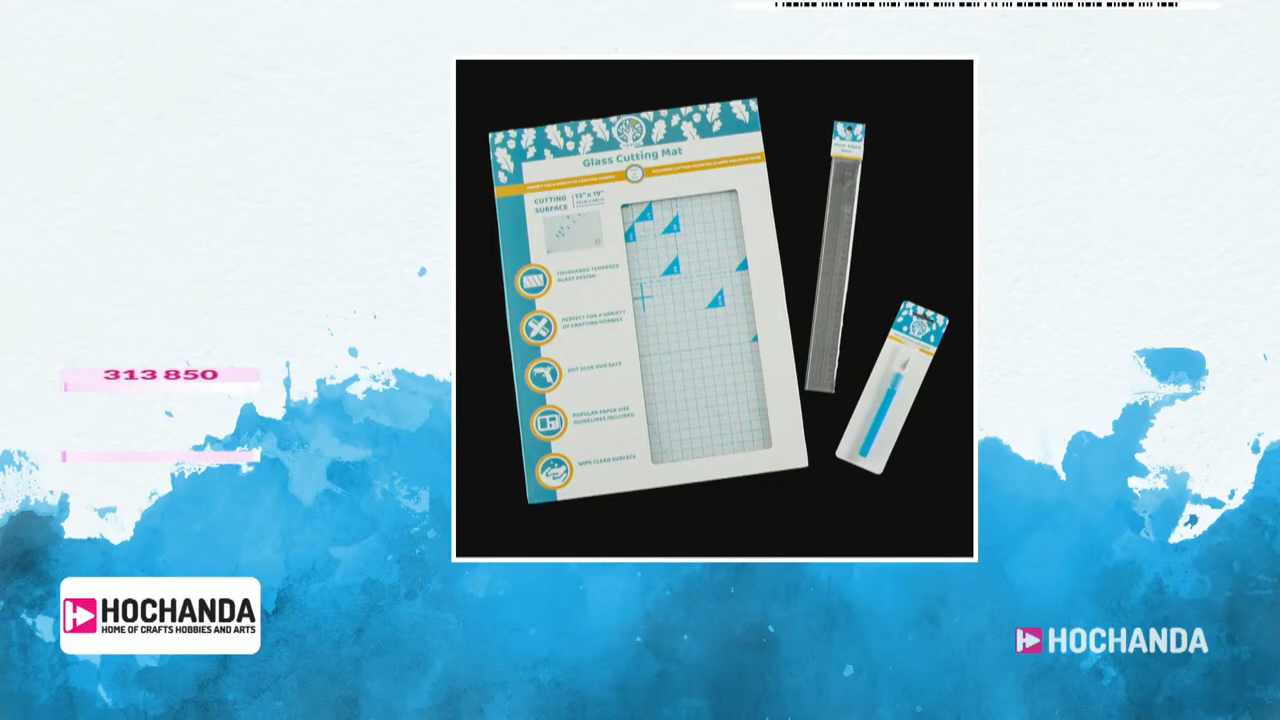 Glass Cutting Mat
CUTTING
SURFACE
13" x 19"
TOUGHENED TEMPERED
GLASS DESIGN
PERFECT FOR A VARIETY
OF CRAFTING HOBBIES
HOT GLUE GUN SAFE
POPULAR PAPER SIZE
GUIDELINES INCLUDED
WIPE CLEAN SURFACE
313 850
HOCHANDA
HOME OF CRAFTS HOBBIES AND ARTS
HOCHANDA